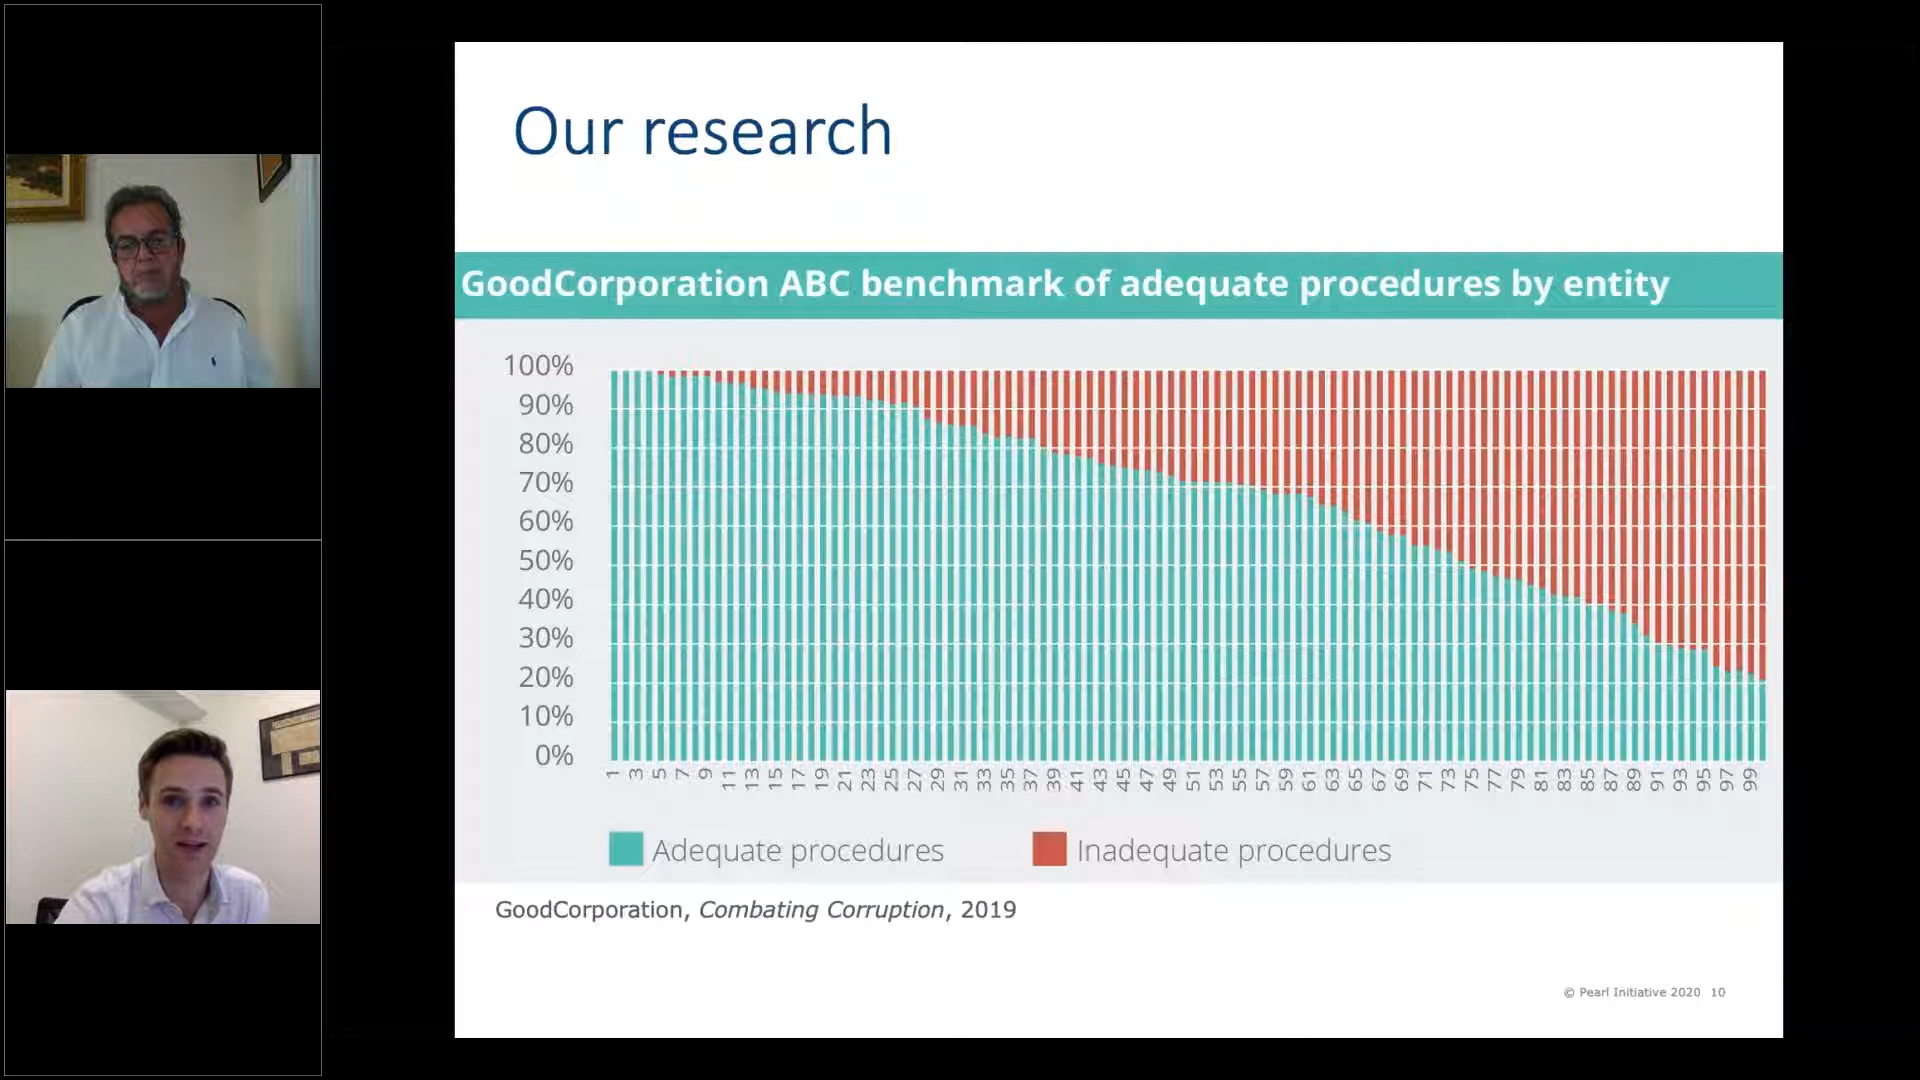 Our research
GoodCorporation ABC benchmark of adequate procedures by entity
100%
90%
80%
70%
60%
50%
40%
30%
20%
10%
0%
1 3 5 7 9 11 13 15 17 19 21 23 25 27 29 31 33 35 37 39 41 43 45 47 49 51 53 55 57 59 61 63 65 67 69 71 73 75 77 79 81 83 85 87 89 91 93 95 97 99
Adequate procedures Inadequate procedures
GoodCorporation, Combating Corruption, 2019
© Pearl Initiative 2020 10